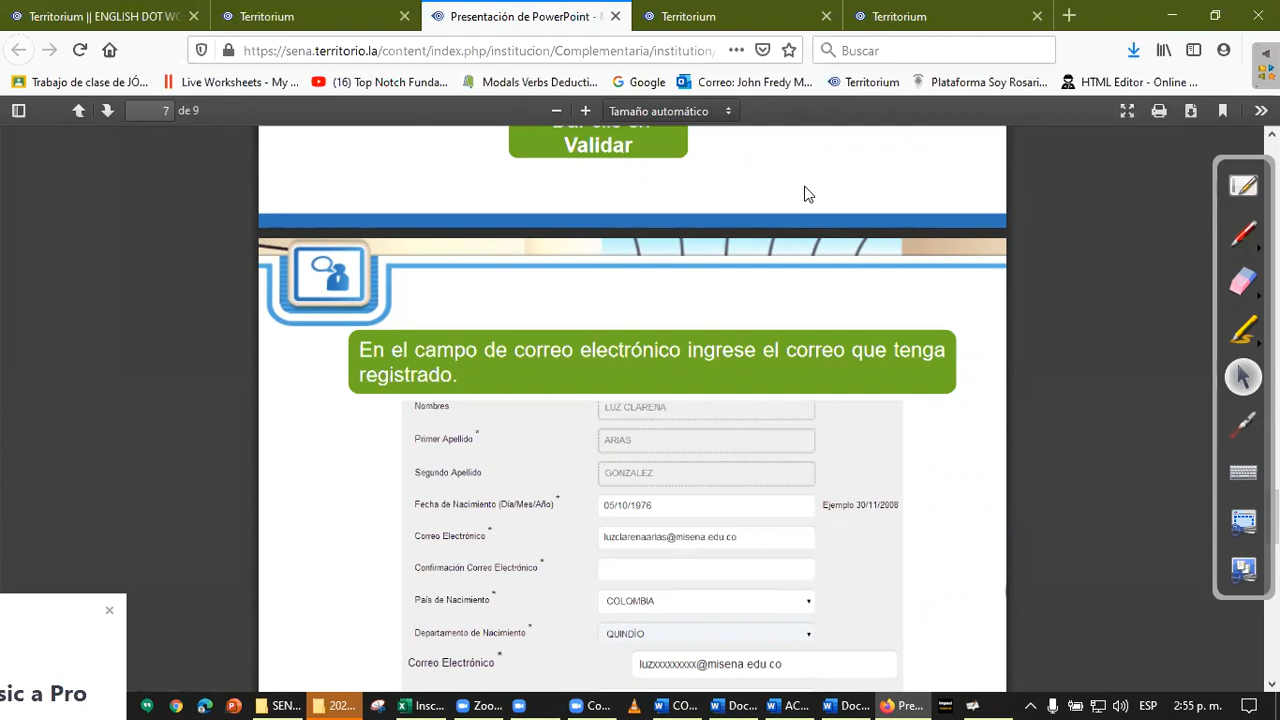 Territorium || ENGLISH DOT WO
Territorium
Presentación de PowerPoint -
Territorium
Territorium
https://sena.territorio.la/content/index.php/institucion/Complementaria/institution,
Buscar
Trabajo de clase de JÓ...
Live Worksheets - My ...
(16) Top Notch Funda...
Modals Verbs Deducti...
Google
Correo: John Fredy M...
Territorium
Plataforma Soy Rosari...
HTML Editor - Online ...
7
de 9
Tamaño automático
Dar clic en
Validar
En el campo de correo electrónico ingrese el correo que tenga
registrado.
Nombres
LUZ CLARENA
Primer Apellido *
ARIAS
Segundo Apellido
GONZALEZ
Fecha de Nacimiento (Día/Mes/Año) *
05/10/1976
Ejemplo 30/11/2008
Correo Electrónico *
luzclarenaarias@misena.edu.co
Confirmación Correo Electrónico *
País de Nacimiento *
COLOMBIA
Departamento de Nacimiento *
QUINDÍO
Correo Electrónico *
luzxxxxxxxxx@misena edu co
sic a Pro
SEN...
202...
Insc...
Zoo...
Co...
CO...
Doc...
AC...
Doc...
Pre...
ESP
2:55 p. m.